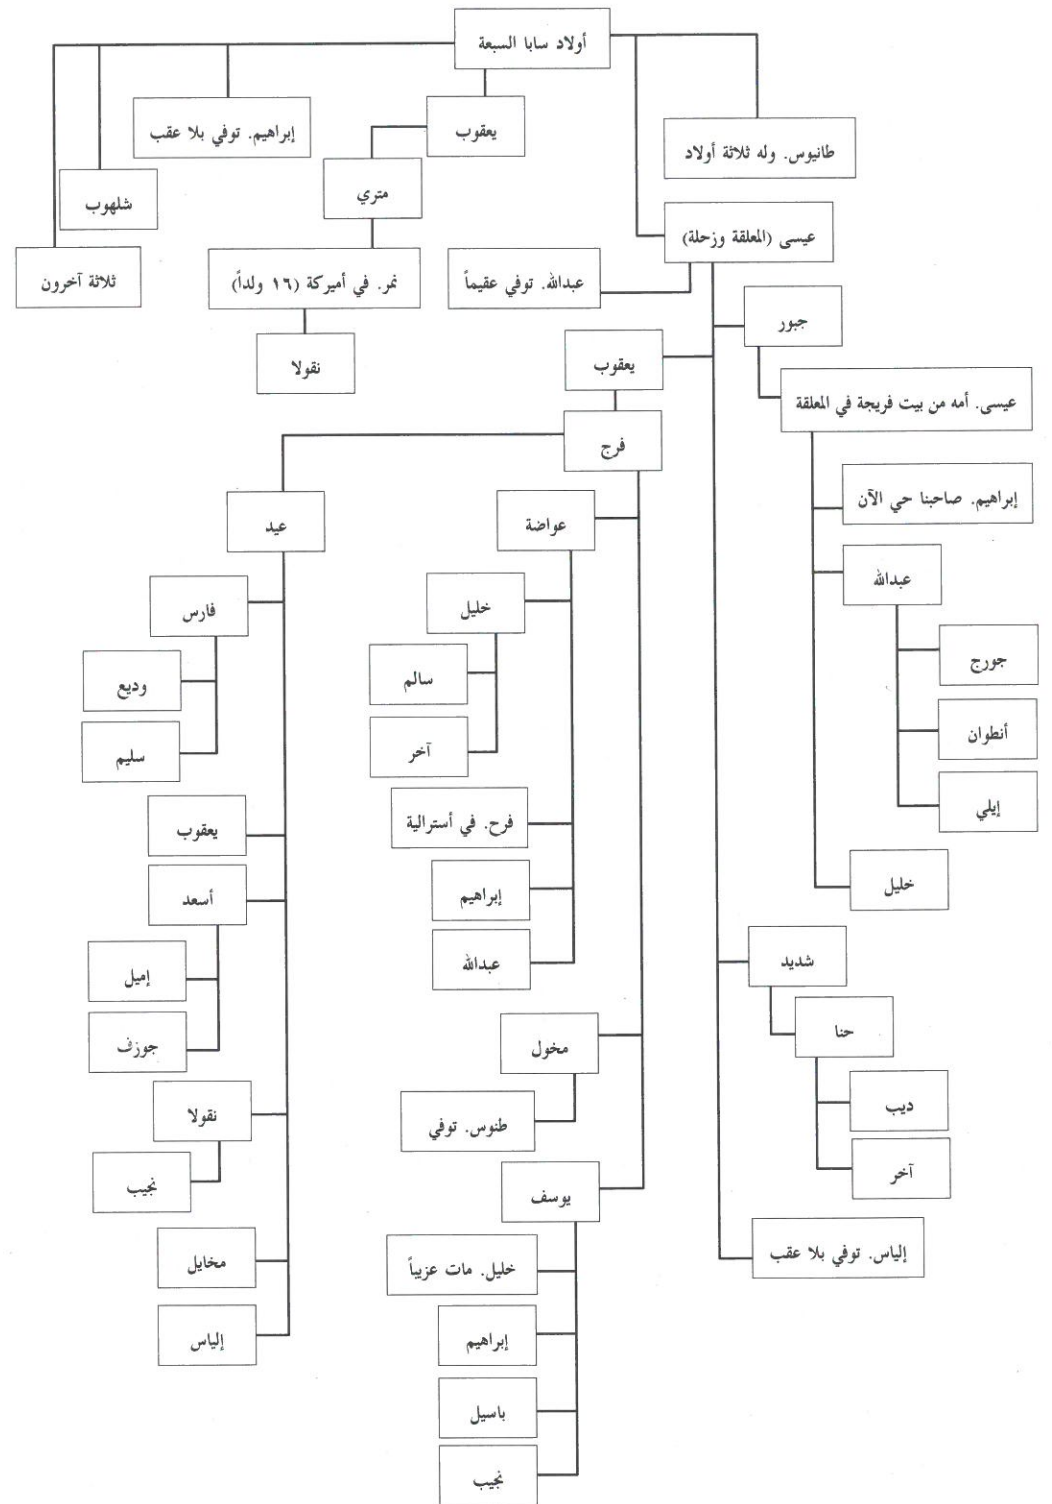 أولاد سابا السبعة
طانيوس. وله ثلاثة أولاد
عيسى (المعلقة وزحلة)
يعقوب
إبراهيم. توفي بلا عقب
شلهوب
ثلاثة آخرون
متري
نمر. في أميركة (١٦ ولداً)
نقولا
عبدالله. توفي عقيماً
جبور
عيسى. أمه من بيت فريجة في المعلقة
إبراهيم. صاحبنا حي الآن
عبدالله
جورج
أنطوان
إيلي
خليل
شديد
حنا
ديب
آخر
إلياس. توفي بلا عقب
يعقوب
فرج
عواضة
خليل
سالم
آخر
فرح. في أسترالية
إبراهيم
عبدالله
مخول
طنوس. توفي
يوسف
خليل. مات عزيباً
إبراهيم
باسيل
نجيب
عيد
فارس
وديع
سليم
يعقوب
أسعد
إميل
جوزف
نقولا
نجيب
مخايل
إلياس